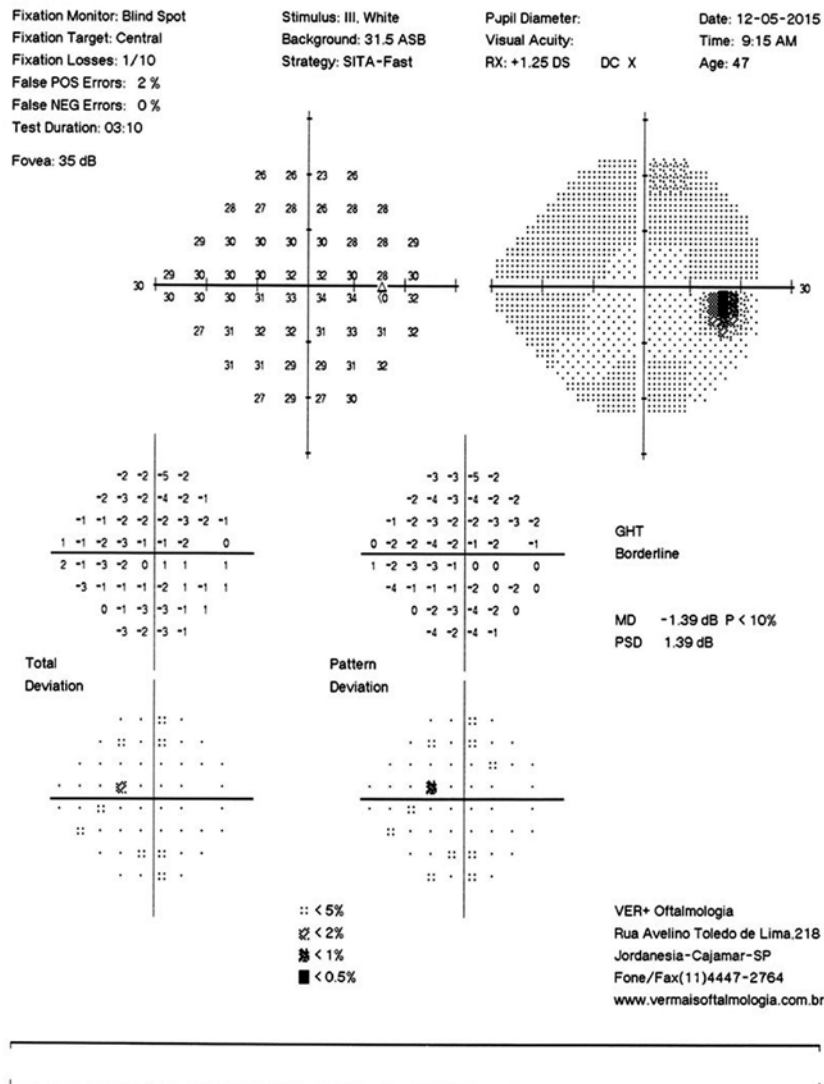 Fixation Monitor: Blind Spot
Fixation Target: Central
Fixation Losses: 1/10
False POS Errors: 2 %
False NEG Errors: 0 %
Test Duration: 03:10
Fovea: 35 dB
Stimulus: III, White
Background: 31.5 ASB
Strategy: SITA-Fast
Pupil Diameter:
Visual Acuity:
RX: +1.25 DS DC X
Date: 12-05-2015
Time: 9:15 AM
Age: 47
26 26 23 26
28 27 28 26 28 28
29 30 30 30 30 28 28 29
29 30 30 30 32 32 30 28 30
30
30 30 30 31 33 34 34 <0 32
27 31 32 32 31 33 31 32
31 31 29 29 31 32
27 29 27 30
30
-2 -2 -5 -2
-2 -3 -2 -4 -2 -1
-1 -1 -2 -2 -2 -3 -2 -1
1 -1 -2 -3 -1 -1 -2 0
2 -1 -3 -2 0 1 1 1
-3 -1 -1 -1 -2 1 -1 1
0 -1 -3 -3 -1 1
-3 -2 -3 -1
Total
Deviation
-3 -3 -5 -2
-2 -4 -3 -4 -2 -2
-1 -2 -3 -2 -2 -3 -3 -2
0 -2 -2 -4 -2 -1 -2 -1
1 -2 -3 -3 -1 0 0 0
-4 -1 -1 -1 -2 0 -2 0
0 -2 -3 -4 -2 0
-4 -2 -4 -1
Pattern
Deviation
GHT
Borderline
MD -1.39 dB P < 10%
PSD 1.39 dB
< 5%
< 2%
< 1%
< 0.5%
VER+ Oftalmologia
Rua Avelino Toledo de Lima,218
Jordanesia-Cajamar-SP
Fone/Fax(11)4447-2764
www.vermaisoftalmologia.com.br